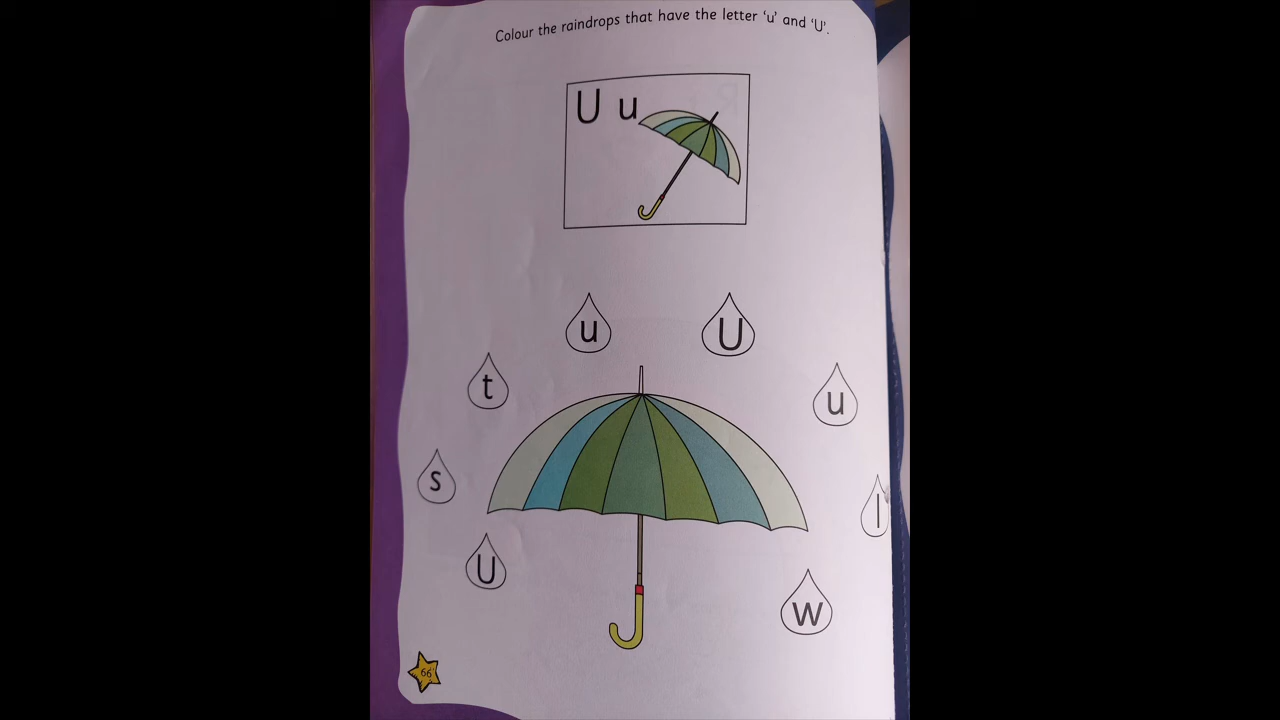 Colour the raindrops that have the letter ‘u’ and ‘U’.
U u
u U
t u
s l
U w
66